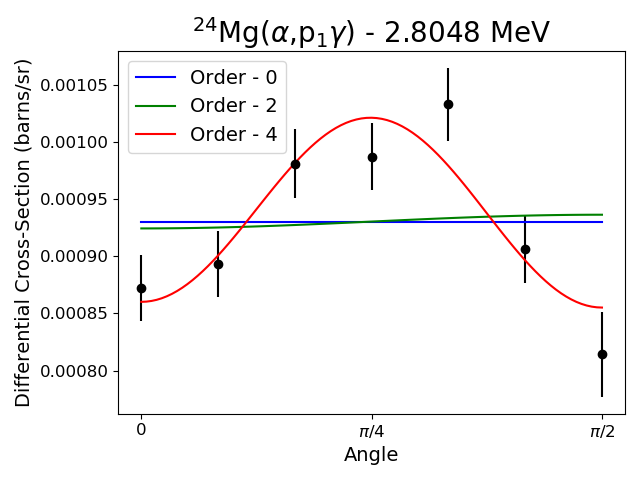 ²⁴Mg(α,p₁γ) - 2.8048 MeV
Order - 0
Order - 2
Order - 4
Differential Cross-Section (barns/sr)
0.00105
0.00100
0.00095
0.00090
0.00085
0.00080
0
π/4
π/2
Angle